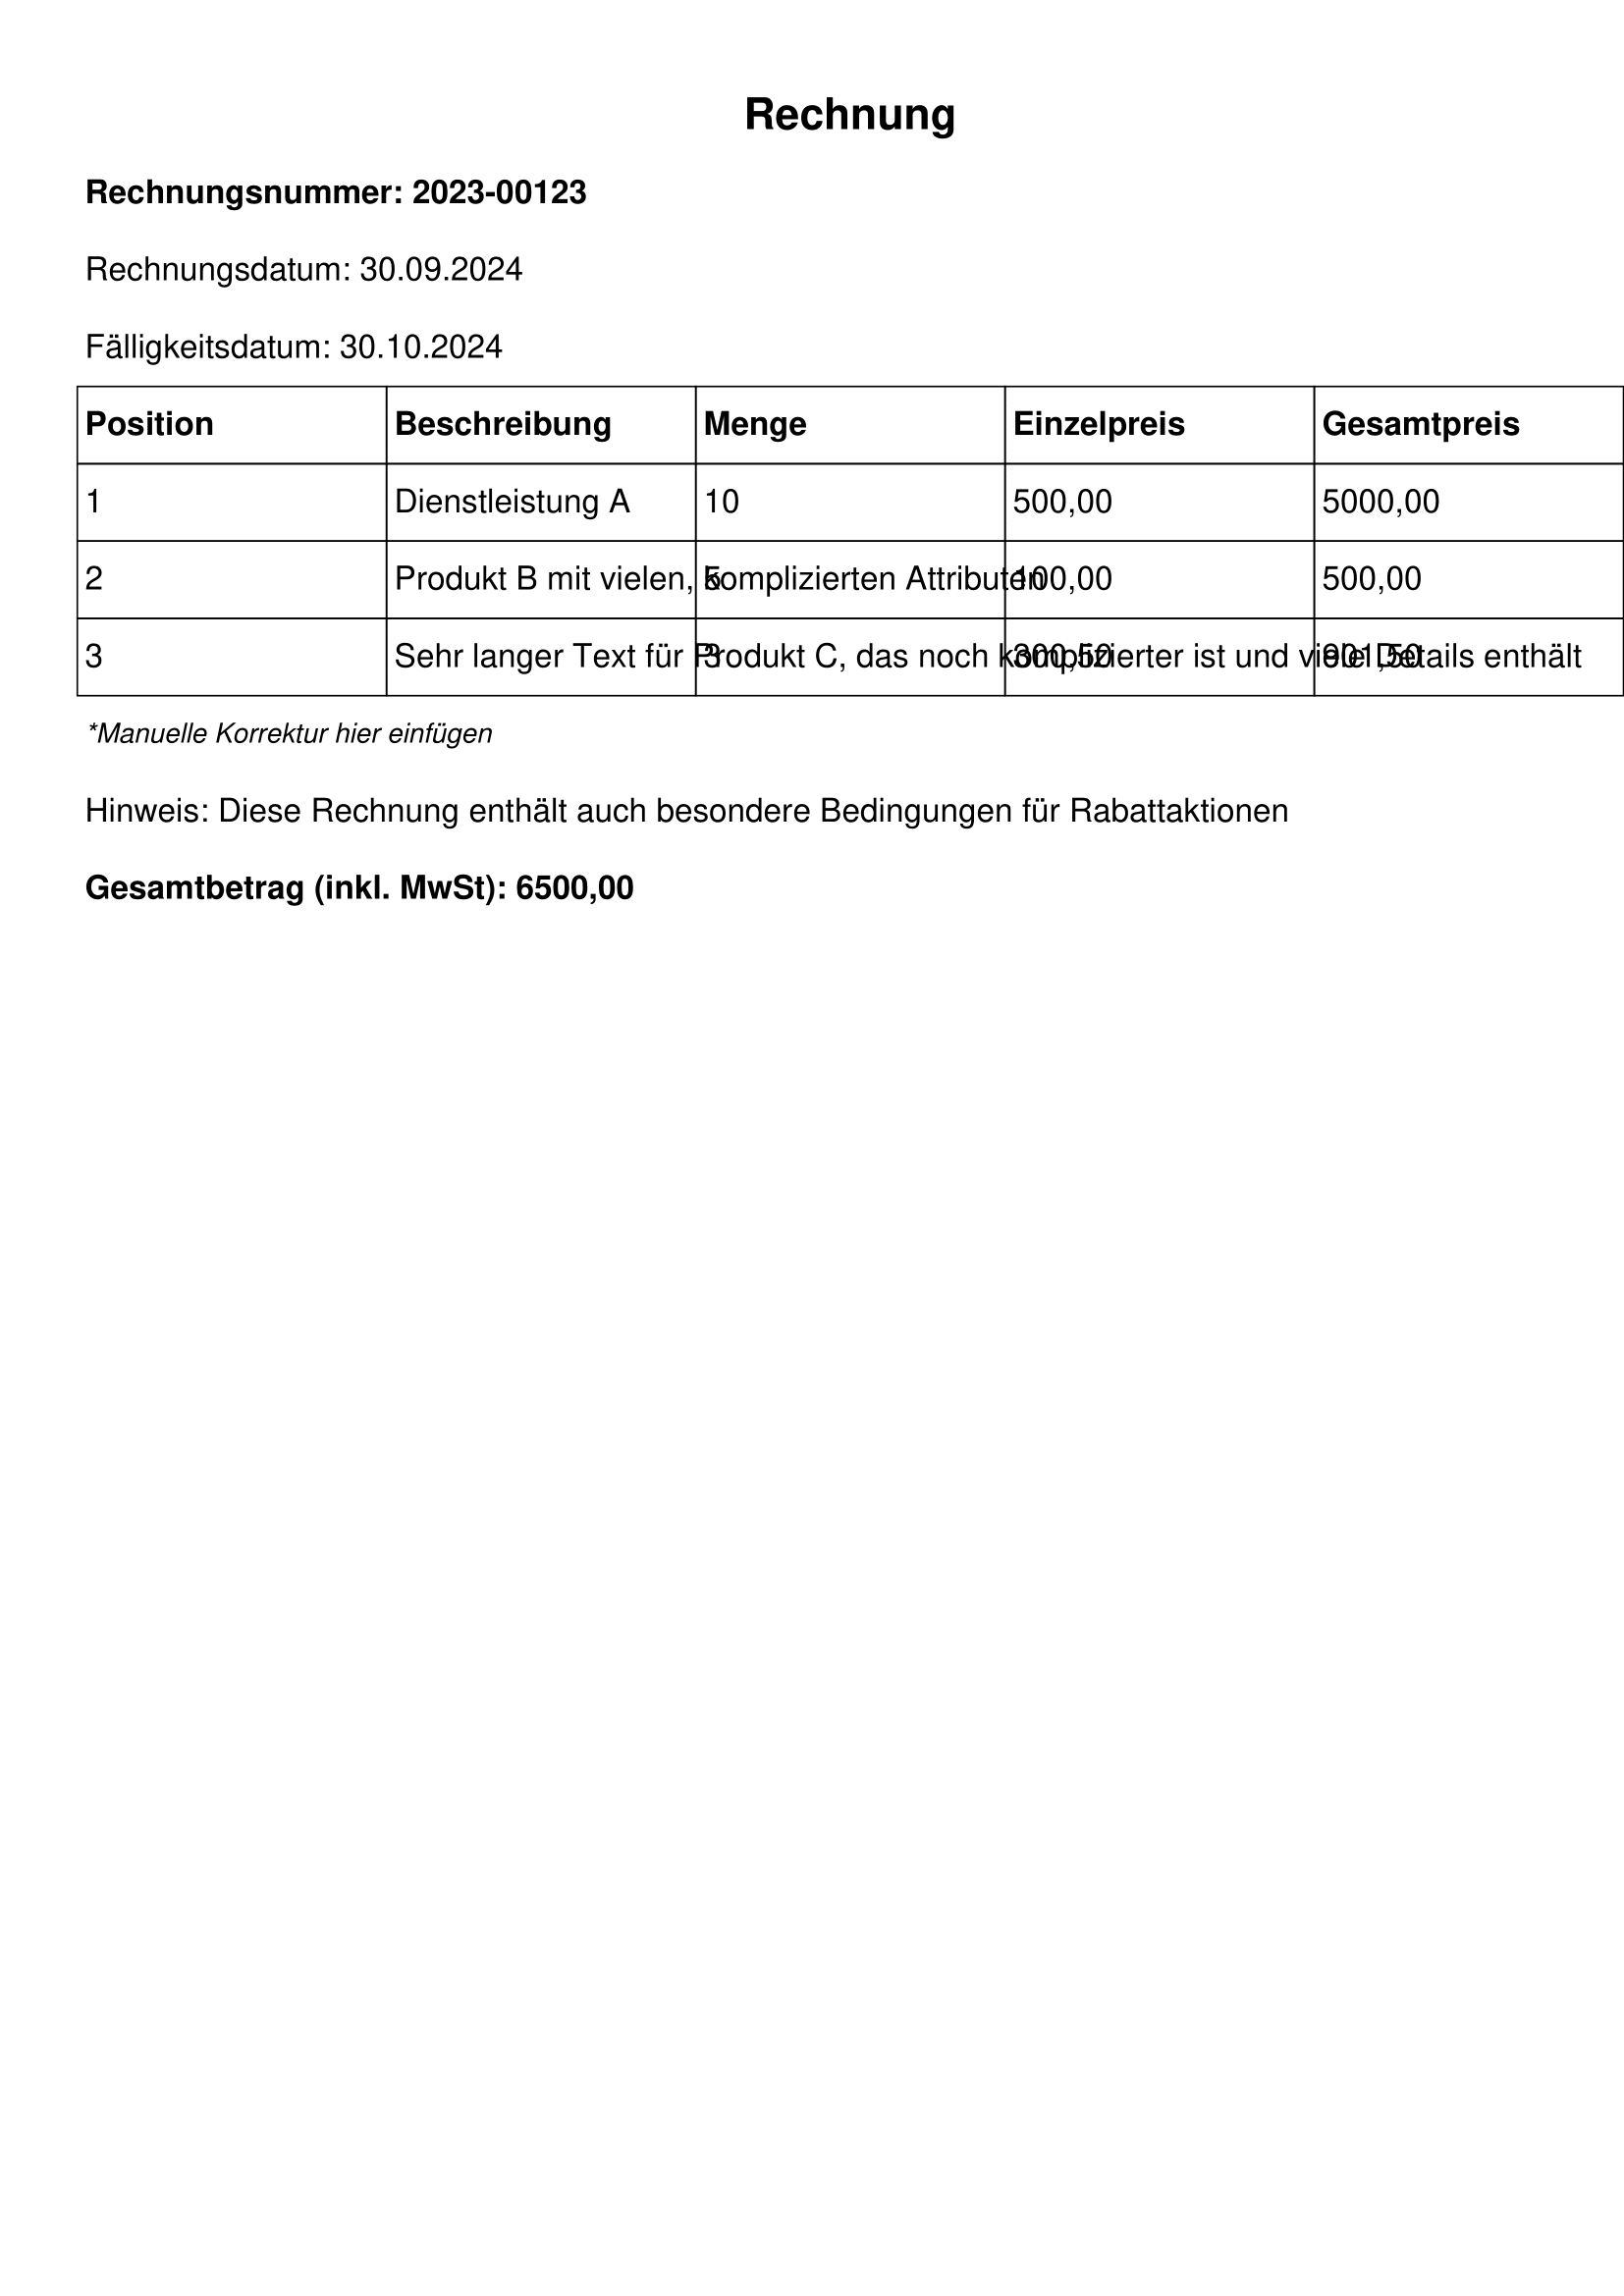 Rechnung
Rechnungsnummer: 2023-00123
Rechnungsdatum: 30.09.2024
Fälligkeitsdatum: 30.10.2024
Position Beschreibung Menge Einzelpreis Gesamtpreis
1 Dienstleistung A 10 500,00 5000,00
2 Produkt B mit vielen, komplizierten Attributen 5 100,00 500,00
3 Sehr langer Text für Produkt C, das noch komplizierter ist und viele Details enthält 3 300,50 901,50
*Manuelle Korrektur hier einfügen
Hinweis: Diese Rechnung enthält auch besondere Bedingungen für Rabattaktionen
Gesamtbetrag (inkl. MwSt): 6500,00